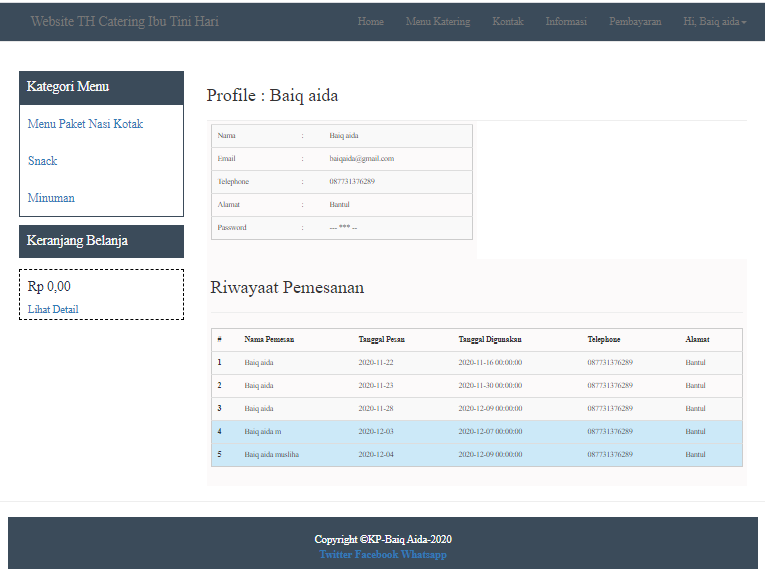 Website TH Catering Ibu Tini Hari Home Menu Katering Kontak Informasi Pembayaran Hi, Baiq aida
Kategori Menu
Menu Paket Nasi Kotak
Snack
Minuman
Keranjang Belanja
Rp 0,00
Lihat Detail
Profile : Baiq aida
Nama : Baiq aida
Email : baiqaida@gmail.com
Telephone : 087731376289
Alamat : Bantul
Password : --- *** --
Riwayaat Pemesanan
# Nama Pemesan Tanggal Pesan Tanggal Digunakan Telephone Alamat
1 Baiq aida 2020-11-22 2020-11-16 00:00:00 087731376289 Bantul
2 Baiq aida 2020-11-23 2020-11-30 00:00:00 087731376289 Bantul
3 Baiq aida 2020-11-28 2020-12-09 00:00:00 087731376289 Bantul
4 Baiq aida m 2020-12-03 2020-12-07 00:00:00 087731376289 Bantul
5 Baiq aida musliha 2020-12-04 2020-12-09 00:00:00 087731376289 Bantul
Copyright ©KP-Baiq Aida-2020
Twitter Facebook Whatsapp